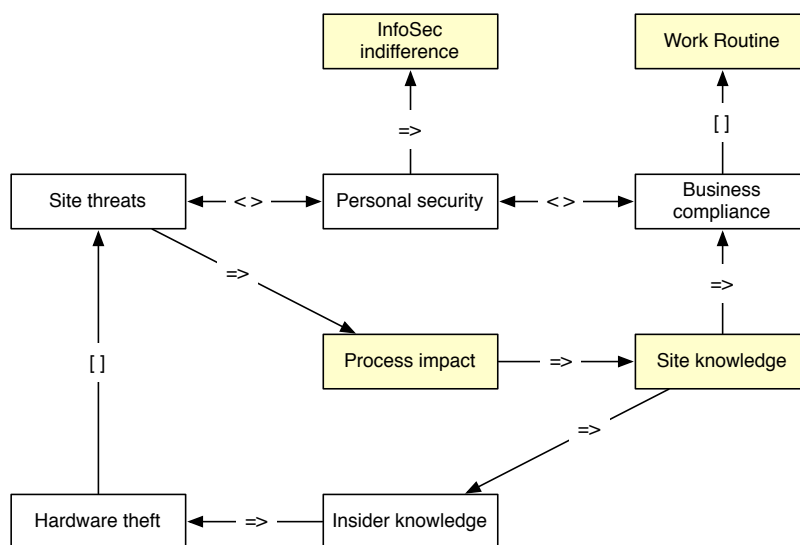 InfoSec
indifference
Work Routine
=>
[ ]
Site threats
< >
Personal security
< >
Business
compliance
=>
=>
[ ]
Process impact
=>
Site knowledge
=>
Hardware theft
=>
Insider knowledge